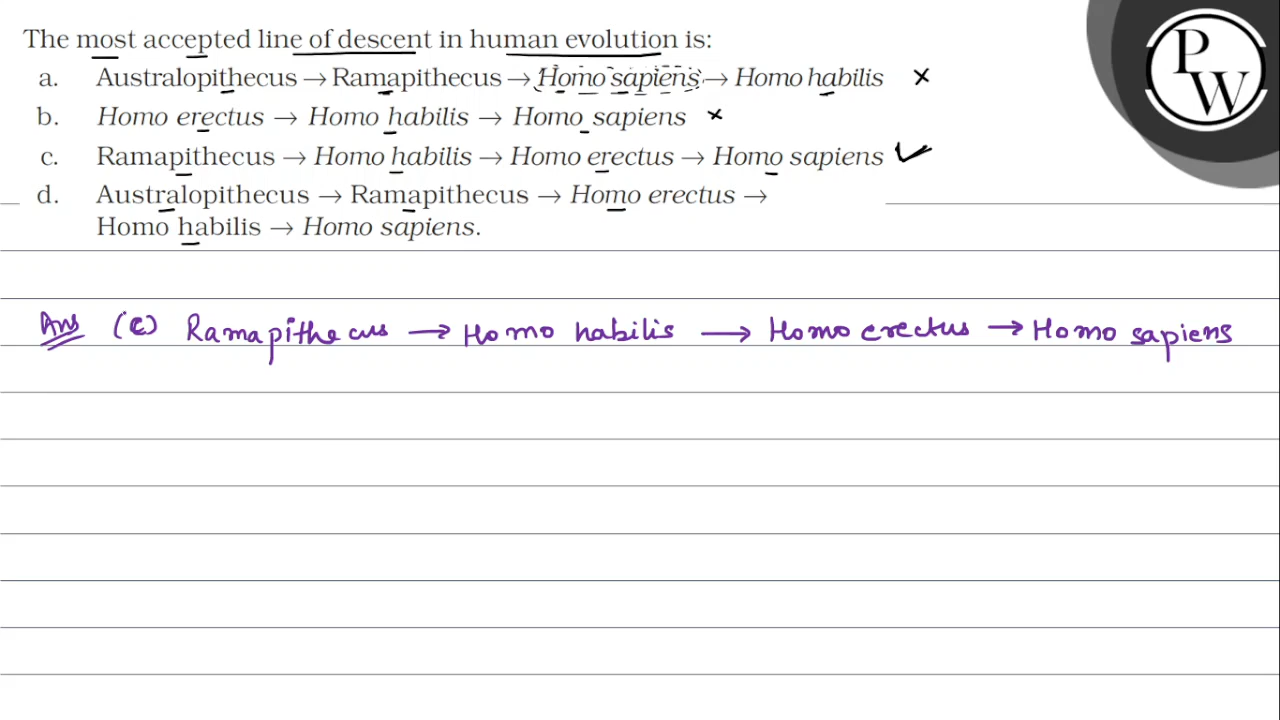 The most accepted line of descent in human evolution is:
a. Australopithecus → Ramapithecus → Homo sapiens → Homo habilis ×
b. Homo erectus → Homo habilis → Homo sapiens ×
c. Ramapithecus → Homo habilis → Homo erectus → Homo sapiens ✓
d. Australopithecus → Ramapithecus → Homo erectus →
Homo habilis → Homo sapiens.
Ans (c) Ramapithecus → Homo habilis → Homo erectus → Homo sapiens
P
W